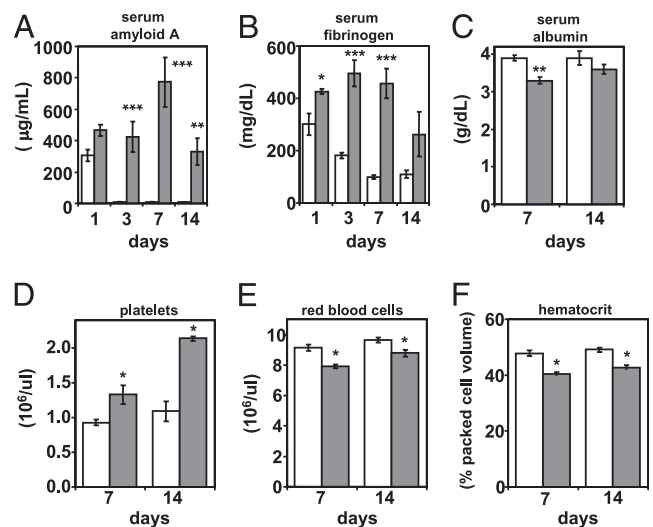 A
serum
amyloid A
(μg/mL)
1000
800
600
400
200
0
***
***
**
1 3 7 14
days
B
serum
fibrinogen
(mg/dL)
600
400
200
0
*
***
***
1 3 7 14
days
C
serum
albumin
(g/dL)
4
3
2
1
0
**
7 14
days
D
platelets
(10⁶/ul)
2.0
1.5
1.0
0.5
0.0
*
*
7 14
days
E
red blood cells
(10⁶/ul)
10
8
6
4
2
0
*
*
7 14
days
F
hematocrit
(% packed cell volume)
60
40
20
0
*
*
7 14
days